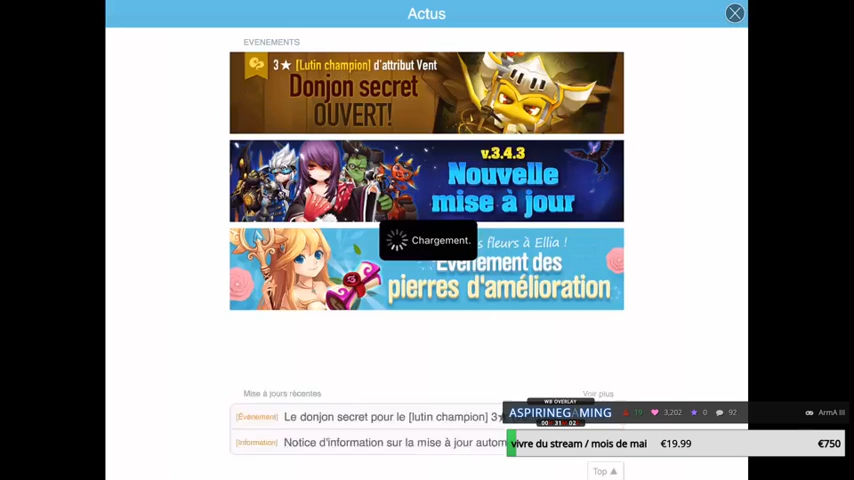 Actus
EVENEMENTS
3★ [Lutin champion] d'attribut Vent
Donjon secret
OUVERT!
v.3.4.3
Nouvelle
mise à jour
Chargement.
s fleurs à Ellia !
Evénement des
pierres d'amélioration
Mise à jours récentes
Voir plus
[Événement] Le donjon secret pour le [lutin champion] 3★
[Information] Notice d'information sur la mise à jour autom
WB OVERLAY
ASPIRINEGAMING 19 3,202 0 92 ArmA III
vivre du stream / mois de mai €19.99 €750
Top ▲